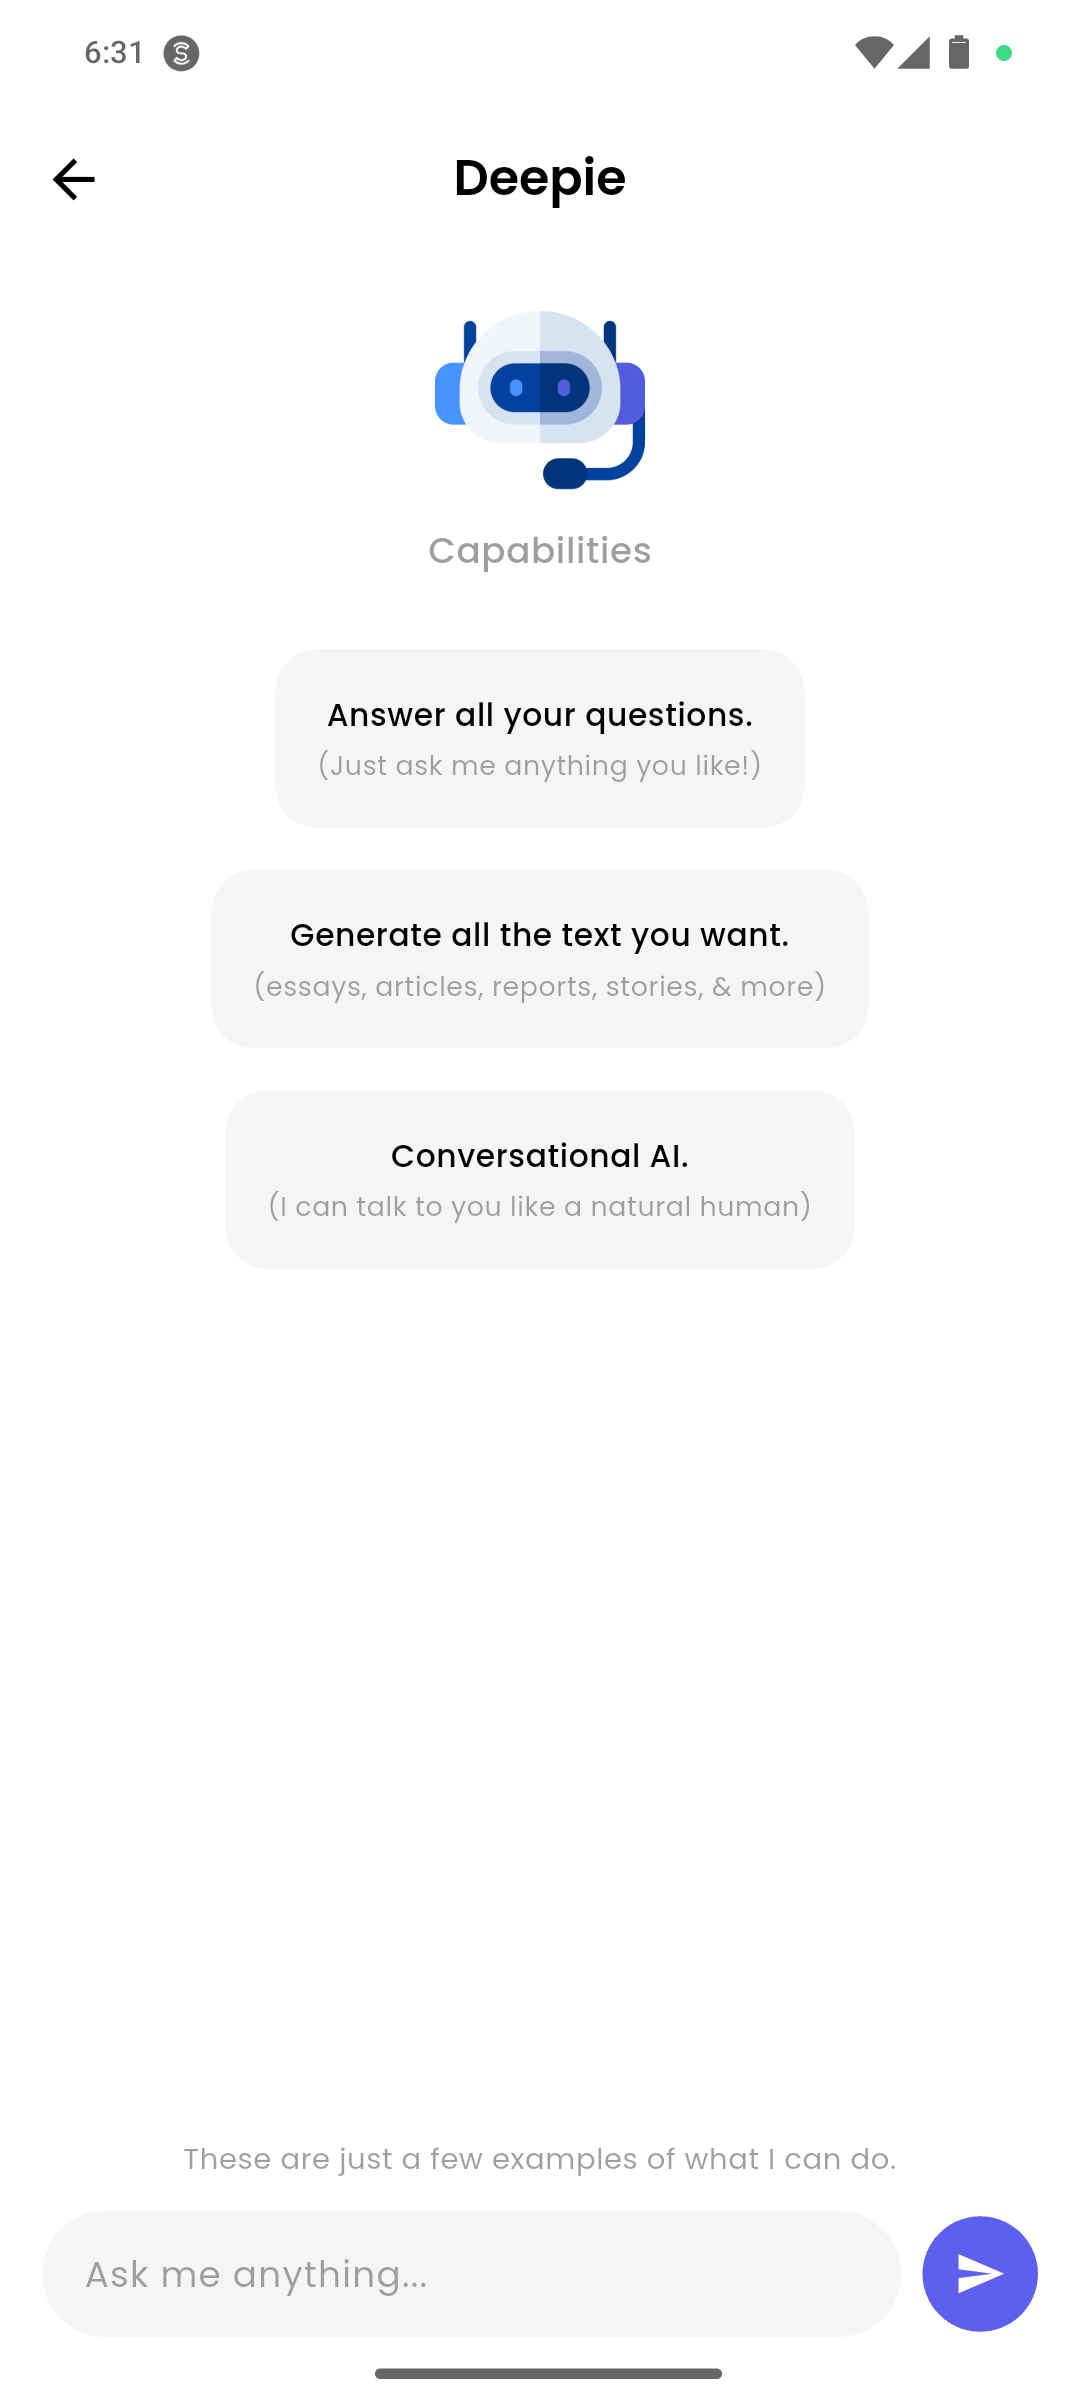 6:31
Deepie
Capabilities
Answer all your questions.
(Just ask me anything you like!)
Generate all the text you want.
(essays, articles, reports, stories, & more)
Conversational AI.
(I can talk to you like a natural human)
These are just a few examples of what I can do.
Ask me anything...